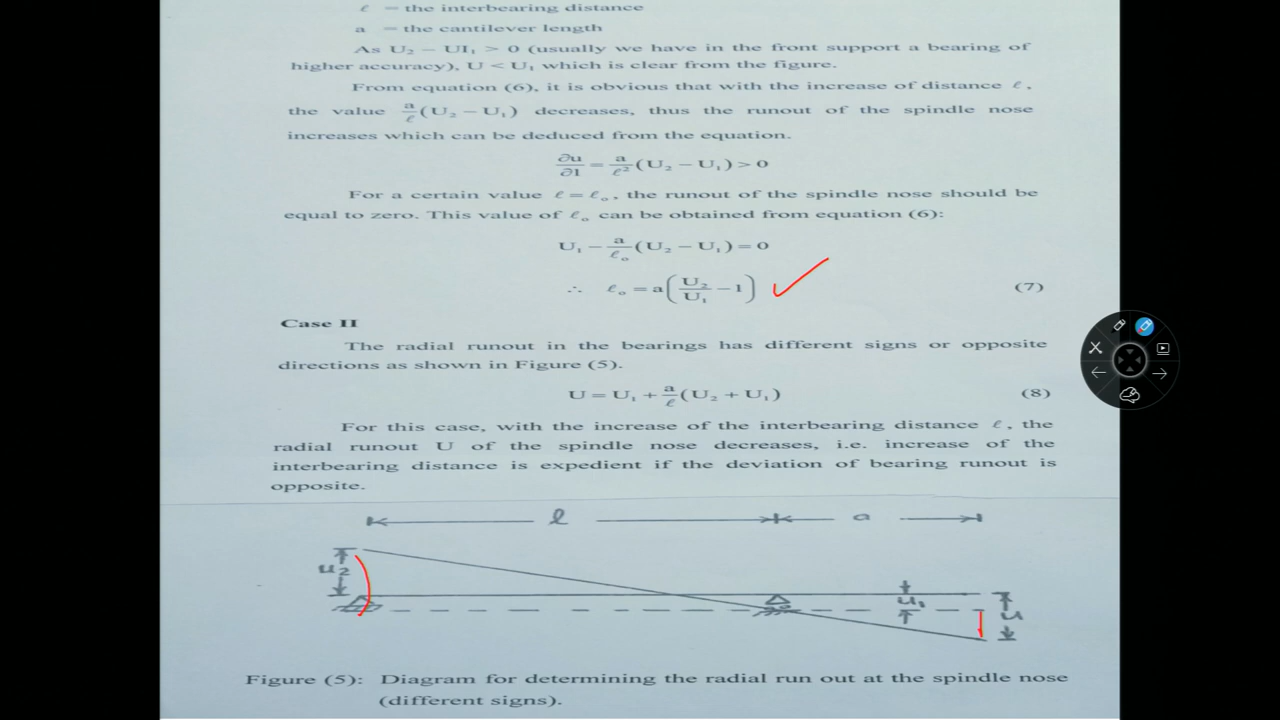 ℓ = the interbearing distance
a = the cantilever length
As U₂ − UI₁ > 0 (usually we have in the front support a bearing of
higher accuracy), U < U₁ which is clear from the figure.
From equation (6), it is obvious that with the increase of distance ℓ,
the value a/ℓ (U₂ − U₁) decreases, thus the runout of the spindle nose
increases which can be deduced from the equation.
∂u/∂l = a/ℓ² (U₂ − U₁) > 0
For a certain value ℓ = ℓₒ, the runout of the spindle nose should be
equal to zero. This value of ℓₒ can be obtained from equation (6):
U₁ − a/ℓₒ (U₂ − U₁) = 0
∴ ℓₒ = a(U₂/U₁ − 1) (7)
Case II
The radial runout in the bearings has different signs or opposite
directions as shown in Figure (5).
U = U₁ + a/ℓ (U₂ + U₁) (8)
For this case, with the increase of the interbearing distance ℓ, the
radial runout U of the spindle nose decreases, i.e. increase of the
interbearing distance is expedient if the deviation of bearing runout is
opposite.
ℓ a
u₂ u₁ u
Figure (5): Diagram for determining the radial run out at the spindle nose
(different signs).